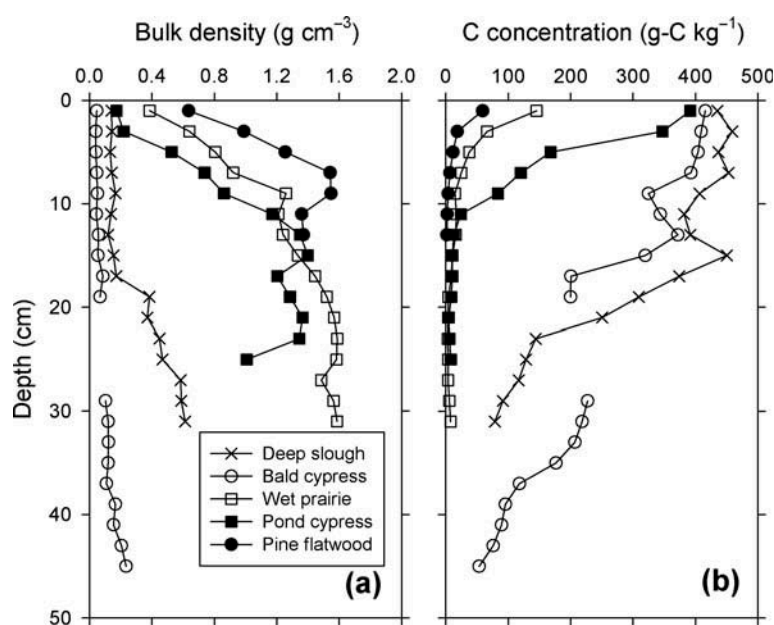 Bulk density (g cm⁻³)
C concentration (g-C kg⁻¹)
0.0 0.4 0.8 1.2 1.6 2.0
0 100 200 300 400 500
0
10
20
30
40
50
Depth (cm)
Deep slough
Bald cypress
Wet prairie
Pond cypress
Pine flatwood
(a)
(b)